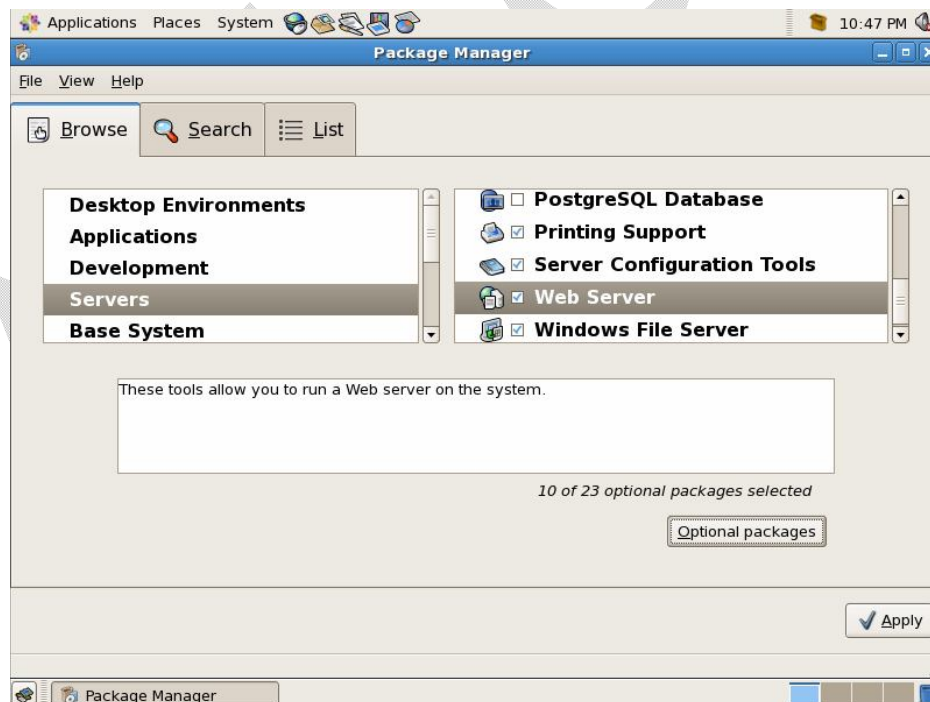 Applications Places System 10:47 PM
Package Manager
File View Help
Browse Search List
Desktop Environments
Applications
Development
Servers
Base System
PostgreSQL Database
Printing Support
Server Configuration Tools
Web Server
Windows File Server
These tools allow you to run a Web server on the system.
10 of 23 optional packages selected
Optional packages
Apply
Package Manager